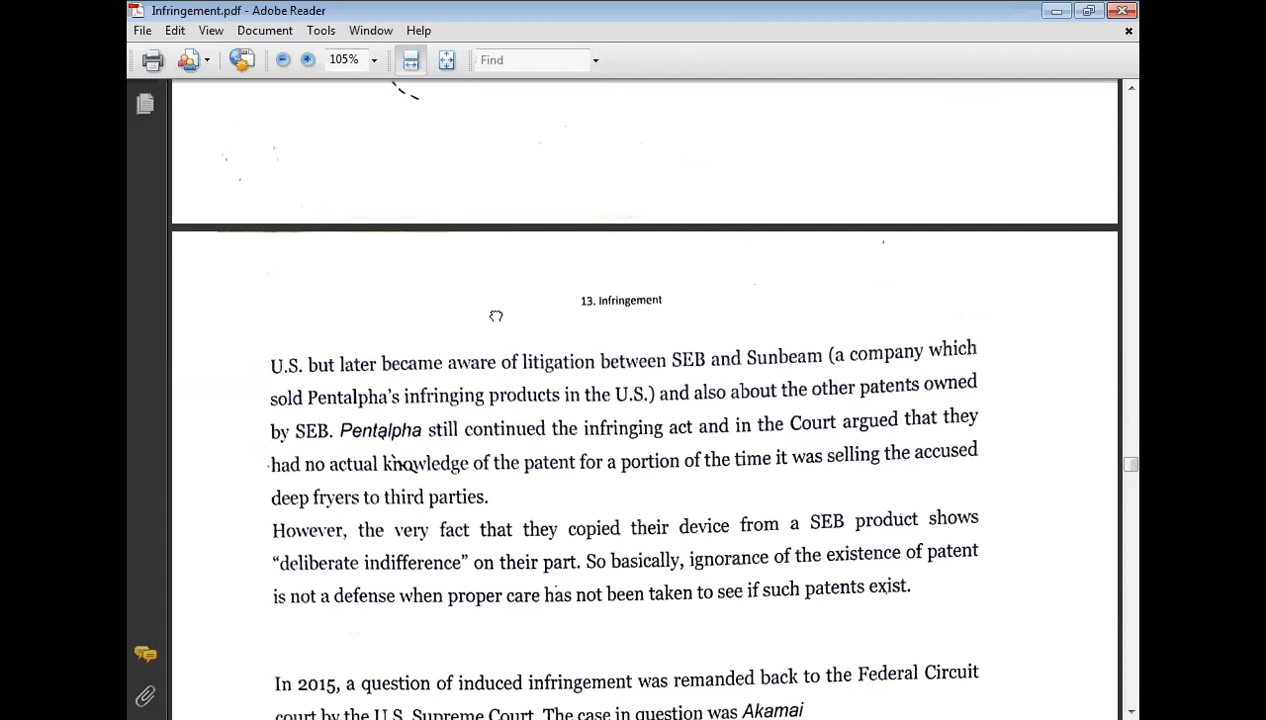 Infringement.pdf - Adobe Reader
File Edit View Document Tools Window Help
105% Find
13. Infringement
U.S. but later became aware of litigation between SEB and Sunbeam (a company which
sold Pentalpha's infringing products in the U.S.) and also about the other patents owned
by SEB. Pentalpha still continued the infringing act and in the Court argued that they
had no actual knowledge of the patent for a portion of the time it was selling the accused
deep fryers to third parties.
However, the very fact that they copied their device from a SEB product shows
“deliberate indifference” on their part. So basically, ignorance of the existence of patent
is not a defense when proper care has not been taken to see if such patents exist.
In 2015, a question of induced infringement was remanded back to the Federal Circuit
court by the U.S. Supreme Court. The case in question was Akamai